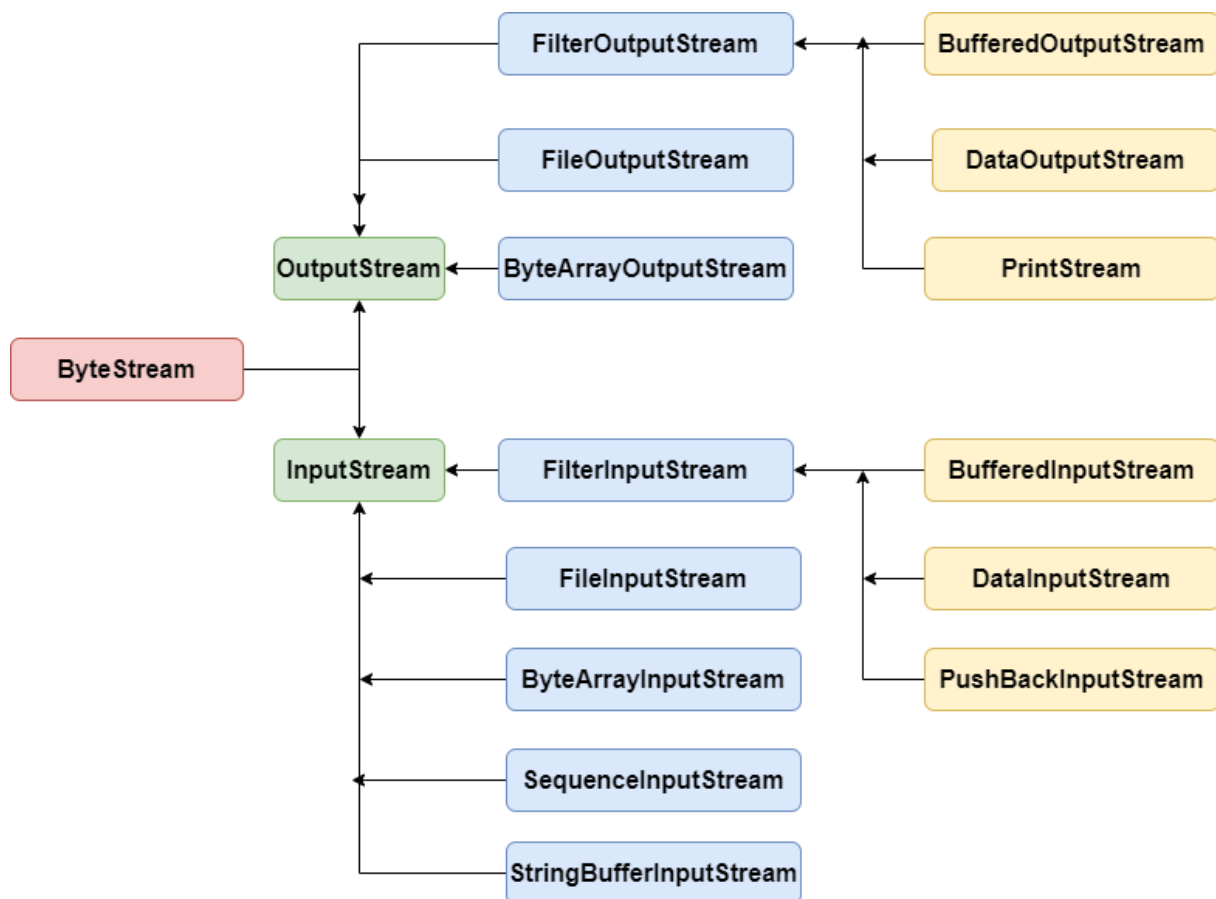 FilterOutputStream
BufferedOutputStream
FileOutputStream
DataOutputStream
OutputStream
ByteArrayOutputStream
PrintStream
ByteStream
InputStream
FilterInputStream
BufferedInputStream
FileInputStream
DataInputStream
ByteArrayInputStream
PushBackInputStream
SequenceInputStream
StringBufferInputStream